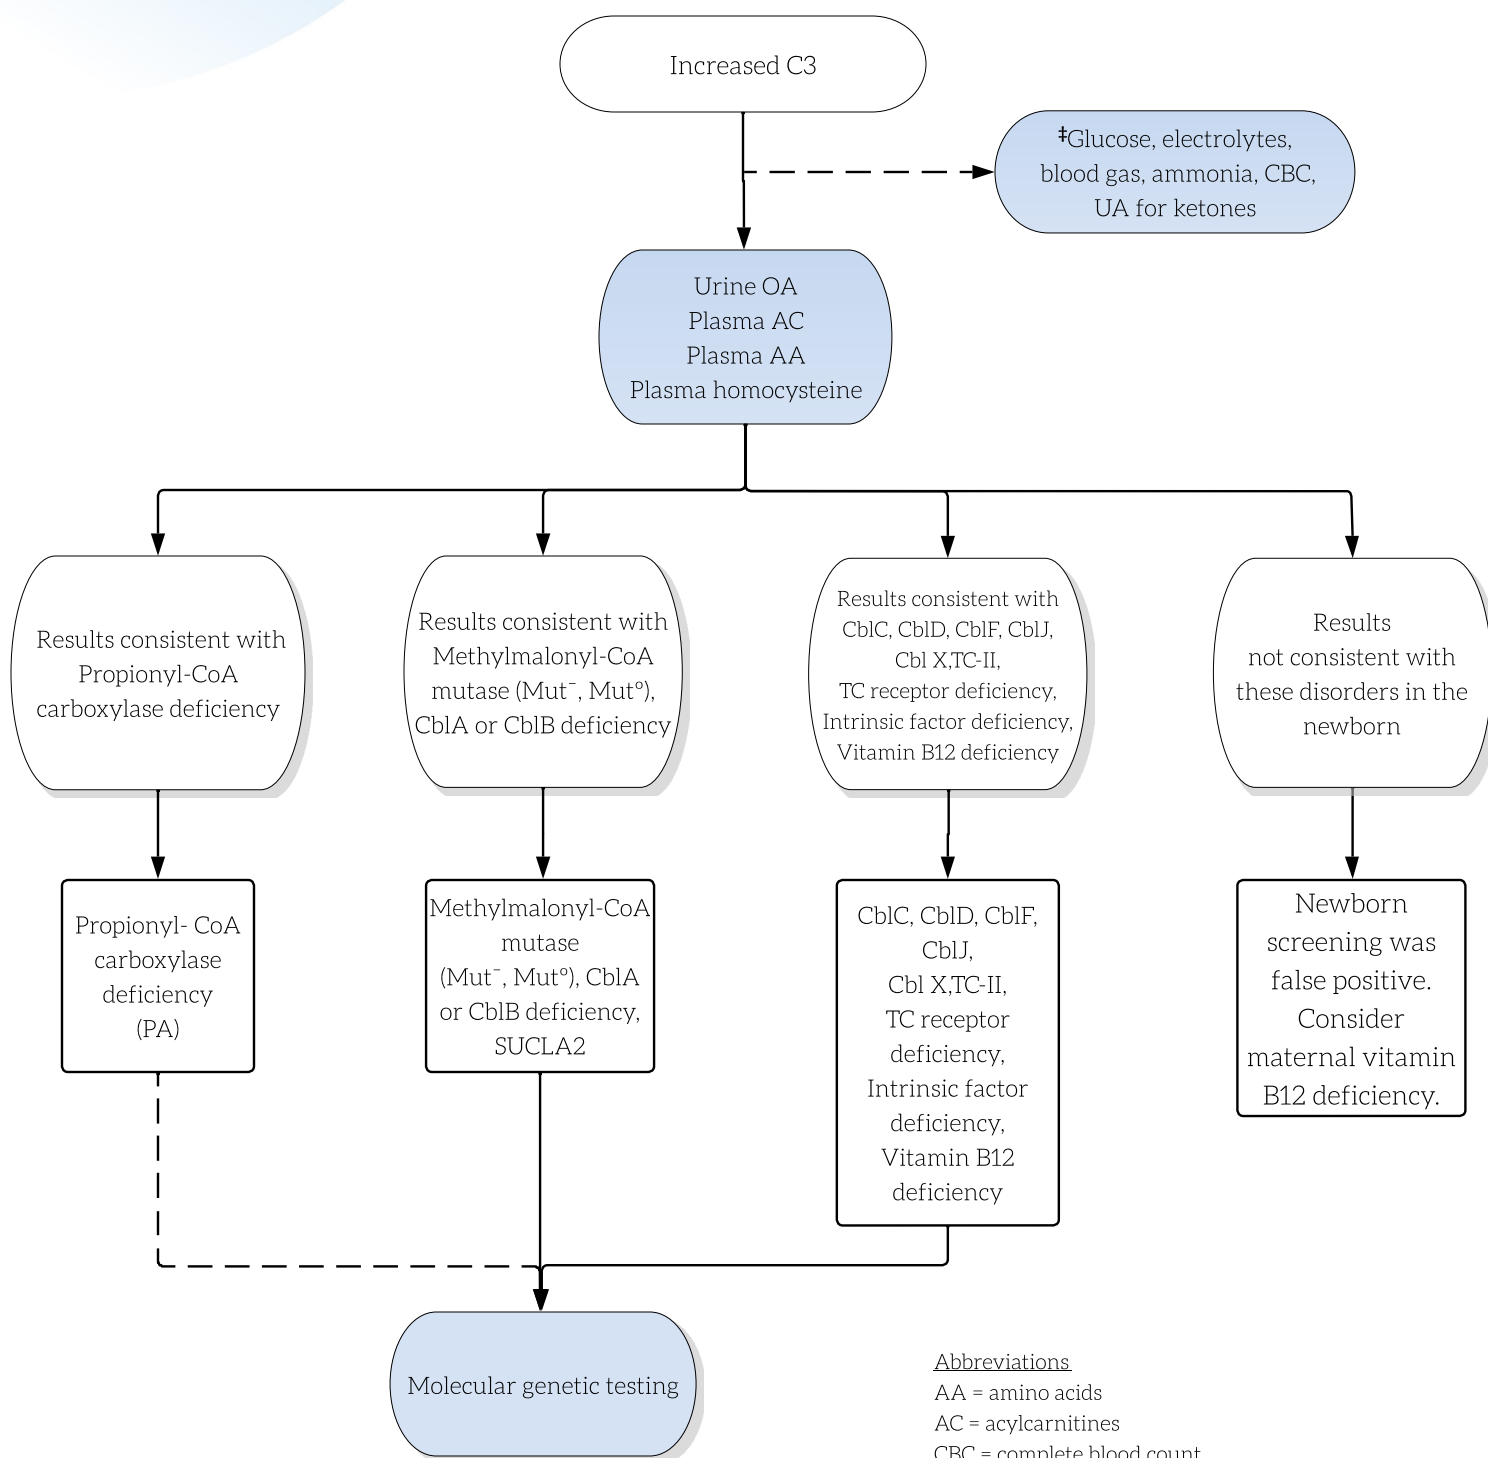 Increased C3
‡Glucose, electrolytes,
blood gas, ammonia, CBC,
UA for ketones
Urine OA
Plasma AC
Plasma AA
Plasma homocysteine
Results consistent with
Propionyl-CoA
carboxylase deficiency
Results consistent with
Methylmalonyl-CoA
mutase (Mut⁻, Mutº),
CblA or CblB deficiency
Results consistent with
CblC, CblD, CblF, CblJ,
Cbl X,TC-II,
TC receptor deficiency,
Intrinsic factor deficiency,
Vitamin B12 deficiency
Results
not consistent with
these disorders in the
newborn
Propionyl- CoA
carboxylase
deficiency
(PA)
Methylmalonyl-CoA
mutase
(Mut⁻, Mutº), CblA
or CblB deficiency,
SUCLA2
CblC, CblD, CblF,
CblJ,
Cbl X,TC-II,
TC receptor
deficiency,
Intrinsic factor
deficiency,
Vitamin B12
deficiency
Newborn
screening was
false positive.
Consider
maternal vitamin
B12 deficiency.
Molecular genetic testing
Abbreviations
AA = amino acids
AC = acylcarnitines
CBC = complete blood count